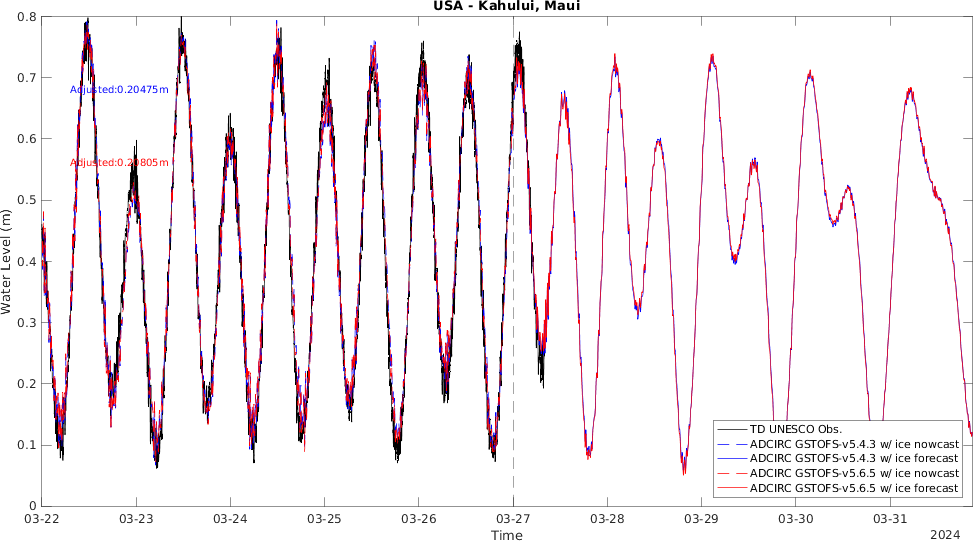 USA - Kahului, Maui
0.8
0.7
Adjusted:0.20475m
0.6
Adjusted:0.20805m
0.5
0.4
0.3
0.2
0.1
0
Water Level (m)
TD UNESCO Obs.
ADCIRC GSTOFS-v5.4.3 w/ ice nowcast
ADCIRC GSTOFS-v5.4.3 w/ ice forecast
ADCIRC GSTOFS-v5.6.5 w/ ice nowcast
ADCIRC GSTOFS-v5.6.5 w/ ice forecast
03-22 03-23 03-24 03-25 03-26 03-27 03-28 03-29 03-30 03-31
Time
2024